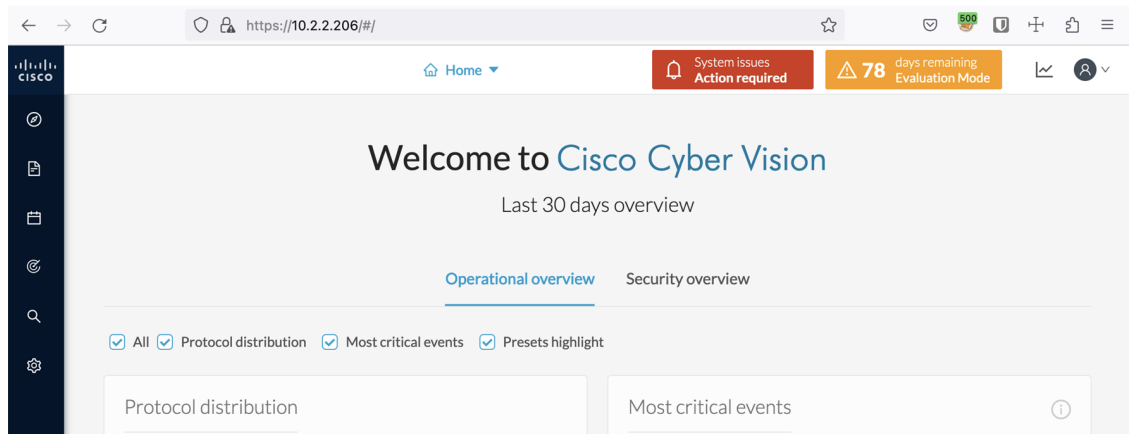 https://10.2.2.206/#/
500
CISCO
Home
System issues
Action required
78 days remaining
Evaluation Mode
Welcome to Cisco Cyber Vision
Last 30 days overview
Operational overview Security overview
All Protocol distribution Most critical events Presets highlight
Protocol distribution Most critical events